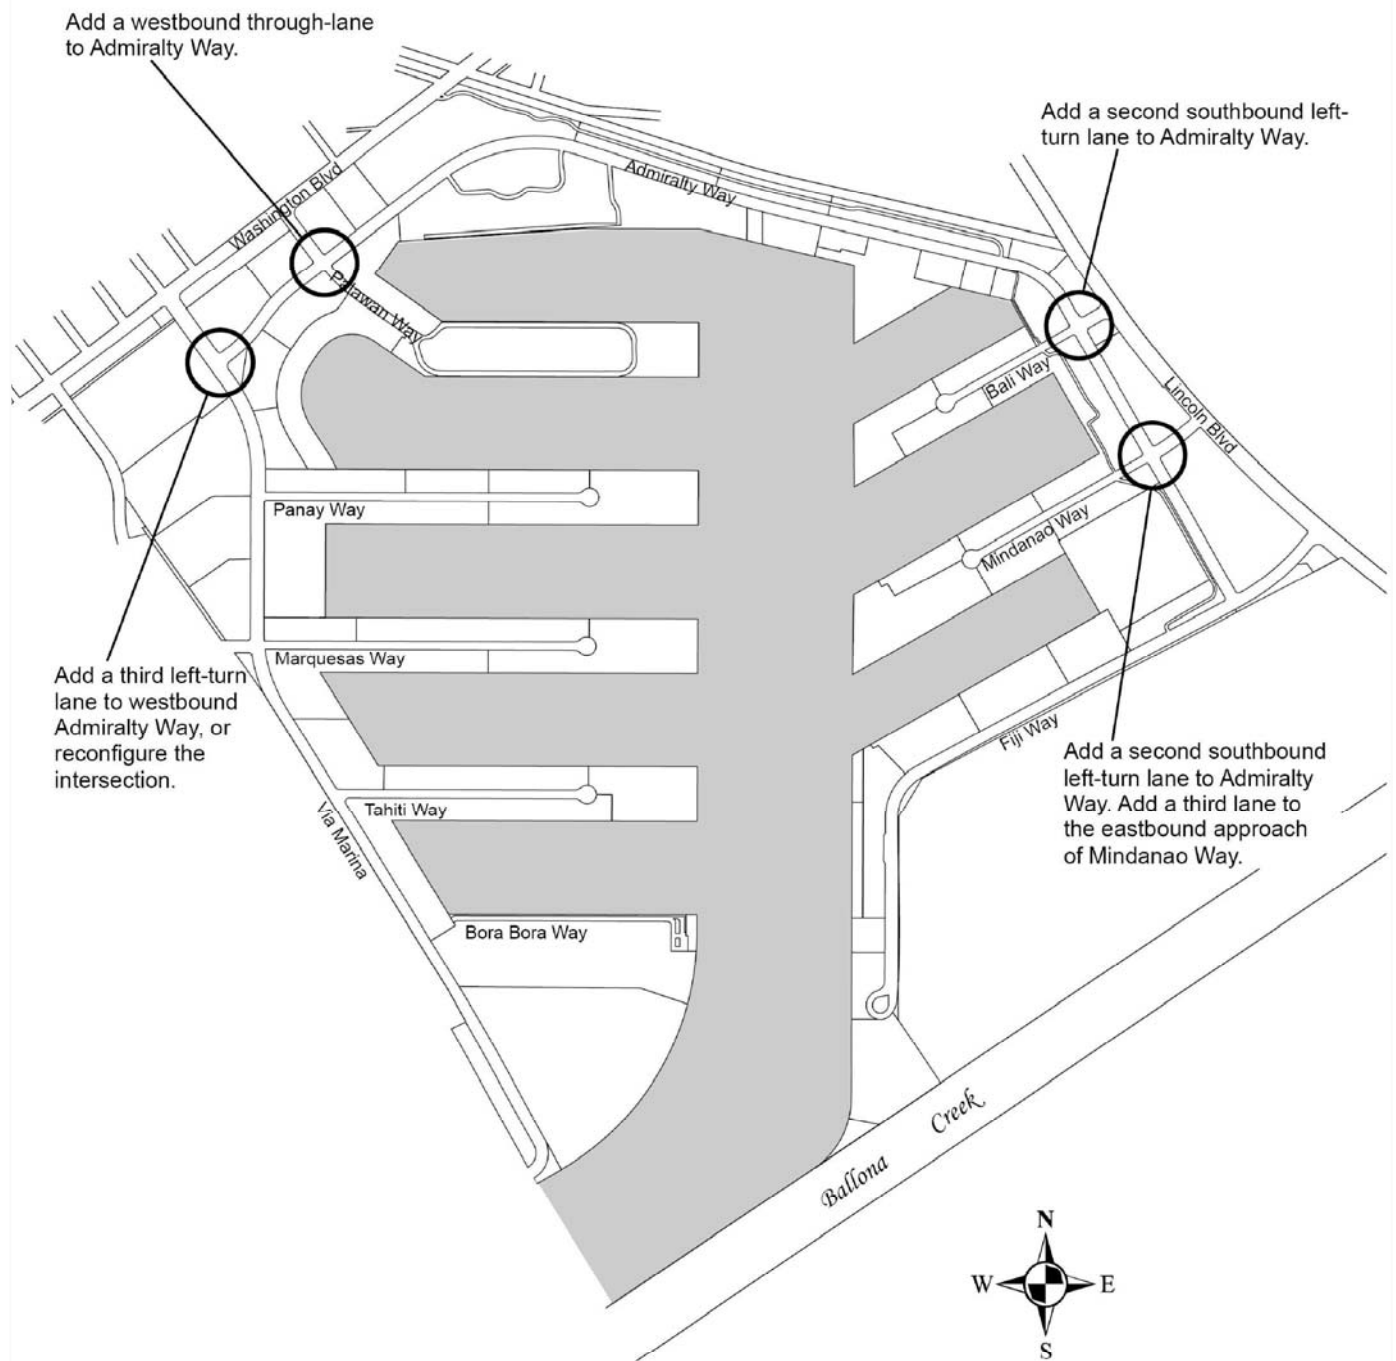 Add a westbound through-lane
to Admiralty Way.
Add a second southbound left-
turn lane to Admiralty Way.
Washington Blvd
Admiralty Way
Palawan Way
Bali Way
Lincoln Blvd
Panay Way
Mindanao Way
Marquesas Way
Add a third left-turn
lane to westbound
Admiralty Way, or
reconfigure the
intersection.
Fiji Way
Add a second southbound
left-turn lane to Admiralty
Way. Add a third lane to
the eastbound approach
of Mindanao Way.
Tahiti Way
Via Marina
Bora Bora Way
Ballona Creek
N
W E
S